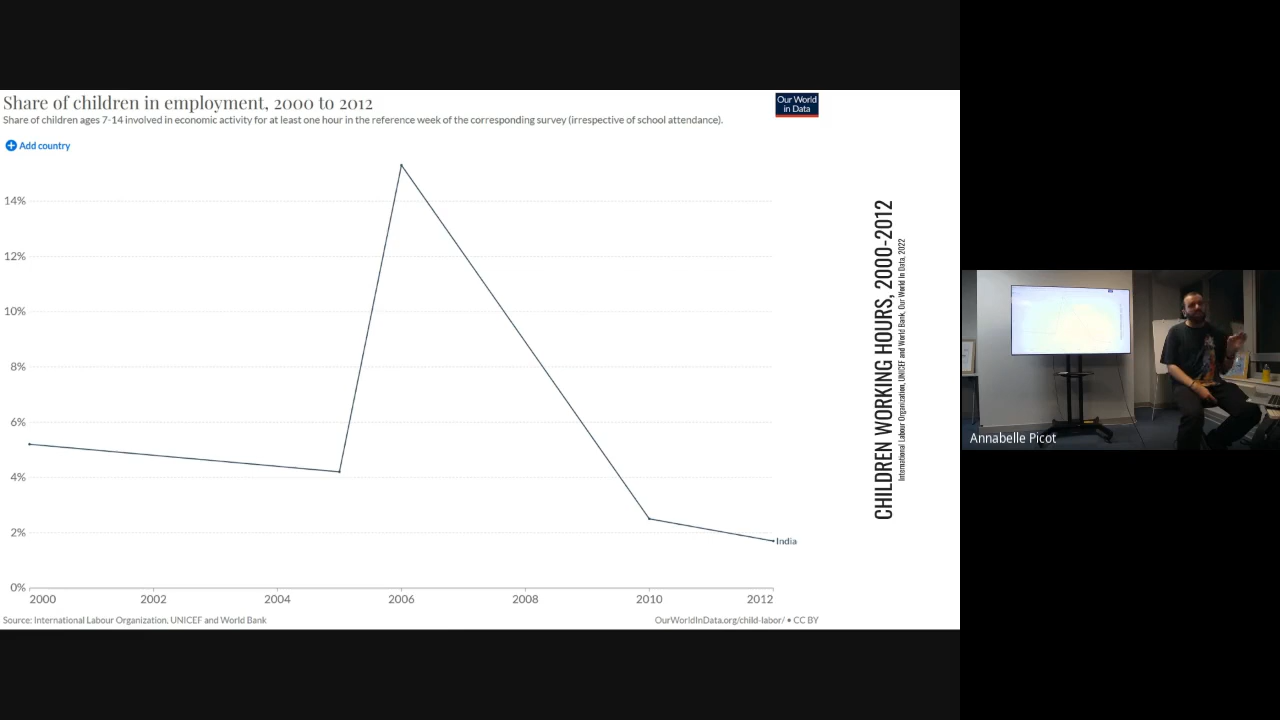 Share of children in employment, 2000 to 2012
Our World
in Data
Share of children ages 7-14 involved in economic activity for at least one hour in the reference week of the corresponding survey (irrespective of school attendance).
Add country
14%
12%
10%
8%
6%
4%
2%
0%
India
2000
2002
2004
2006
2008
2010
2012
Source: International Labour Organization, UNICEF and World Bank
OurWorldInData.org/child-labor/ • CC BY
CHILDREN WORKING HOURS, 2000-2012
International Labour Organization, UNICEF and World Bank. Our World In Data. 2022
Annabelle Picot